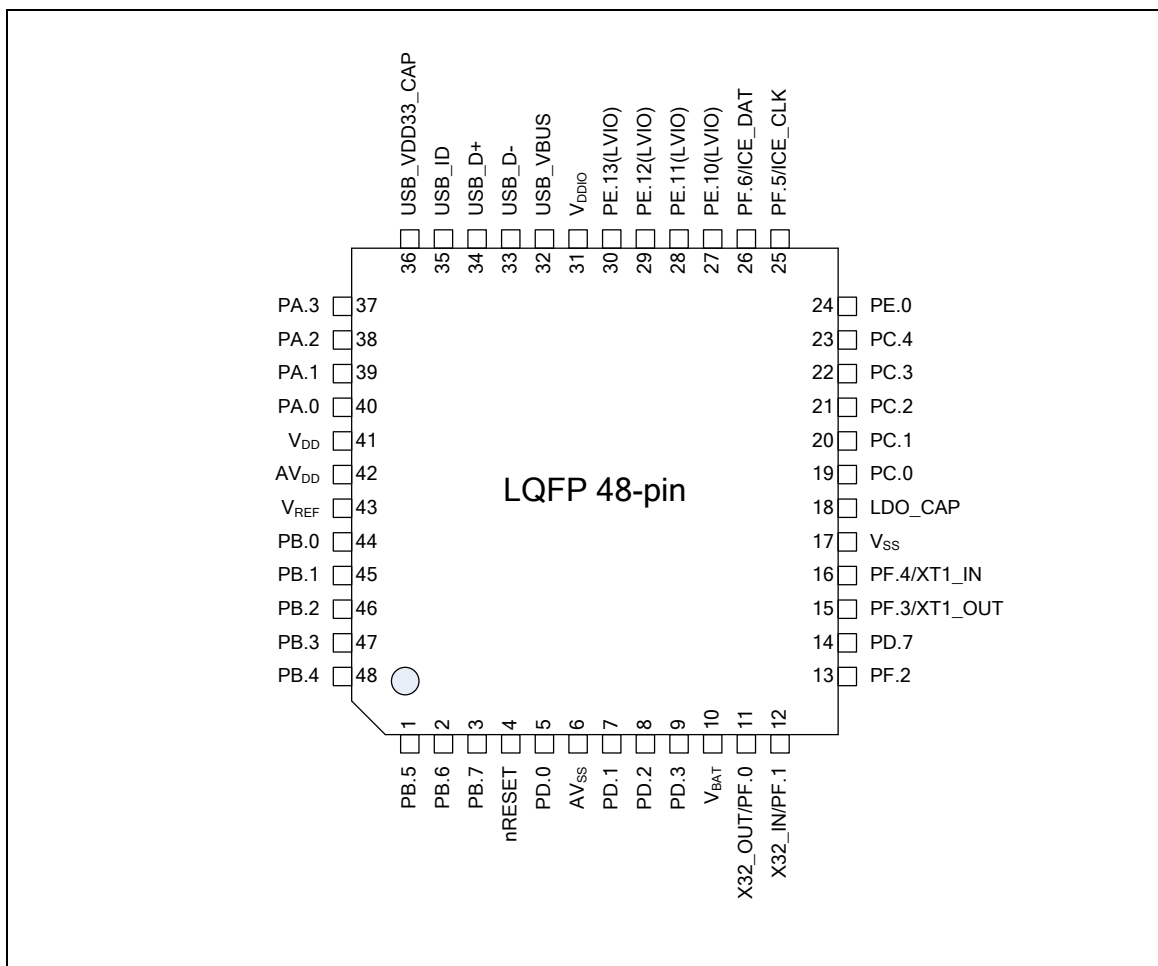 USB_VDD33_CAP
USB_ID
USB_D+
USB_D-
USB_VBUS
VDDIO
PE.13(LVIO)
PE.12(LVIO)
PE.11(LVIO)
PE.10(LVIO)
PF.6/ICE_DAT
PF.5/ICE_CLK
36
35
34
33
32
31
30
29
28
27
26
25
PA.3 37
PA.2 38
PA.1 39
PA.0 40
VDD 41
AVDD 42
VREF 43
PB.0 44
PB.1 45
PB.2 46
PB.3 47
PB.4 48
LQFP 48-pin
24 PE.0
23 PC.4
22 PC.3
21 PC.2
20 PC.1
19 PC.0
18 LDO_CAP
17 VSS
16 PF.4/XT1_IN
15 PF.3/XT1_OUT
14 PD.7
13 PF.2
1
2
3
4
5
6
7
8
9
10
11
12
PB.5
PB.6
PB.7
nRESET
PD.0
AVSS
PD.1
PD.2
PD.3
VBAT
X32_OUT/PF.0
X32_IN/PF.1